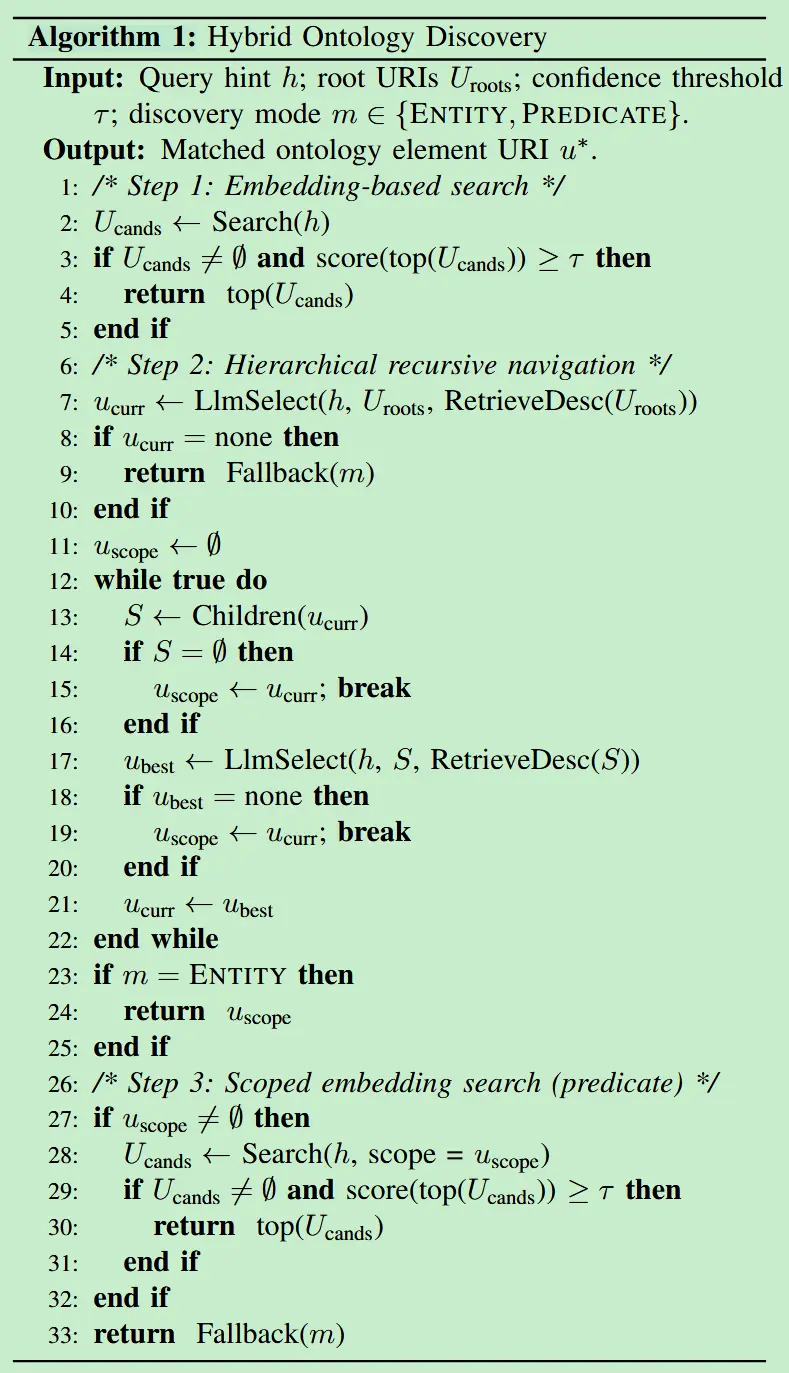 Algorithm 1: Hybrid Ontology Discovery
Input: Query hint h; root URIs U_roots; confidence threshold
τ; discovery mode m ∈ {ENTITY, PREDICATE}.
Output: Matched ontology element URI u*.
1: /* Step 1: Embedding-based search */
2: U_cands ← Search(h)
3: if U_cands ≠ ∅ and score(top(U_cands)) ≥ τ then
4: return top(U_cands)
5: end if
6: /* Step 2: Hierarchical recursive navigation */
7: u_curr ← LlmSelect(h, U_roots, RetrieveDesc(U_roots))
8: if u_curr = none then
9: return Fallback(m)
10: end if
11: u_scope ← ∅
12: while true do
13: S ← Children(u_curr)
14: if S = ∅ then
15: u_scope ← u_curr; break
16: end if
17: u_best ← LlmSelect(h, S, RetrieveDesc(S))
18: if u_best = none then
19: u_scope ← u_curr; break
20: end if
21: u_curr ← u_best
22: end while
23: if m = ENTITY then
24: return u_scope
25: end if
26: /* Step 3: Scoped embedding search (predicate) */
27: if u_scope ≠ ∅ then
28: U_cands ← Search(h, scope = u_scope)
29: if U_cands ≠ ∅ and score(top(U_cands)) ≥ τ then
30: return top(U_cands)
31: end if
32: end if
33: return Fallback(m)